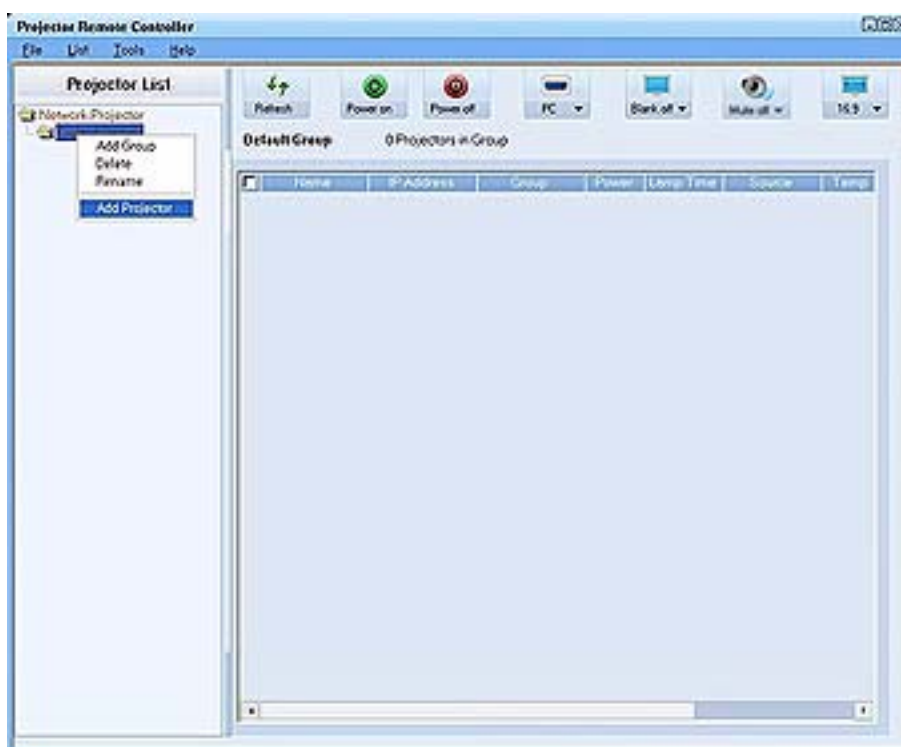 Projector Remote Controller
File List Tools Help
Projector List
Network Projector
Add Group
Delete
Rename
Add Projector
Refresh Power on Power off PC Blank off Mute off 16:9
Default Group 0 Projectors in Group
Name IP Address Group Power Lamp Time Source Temp